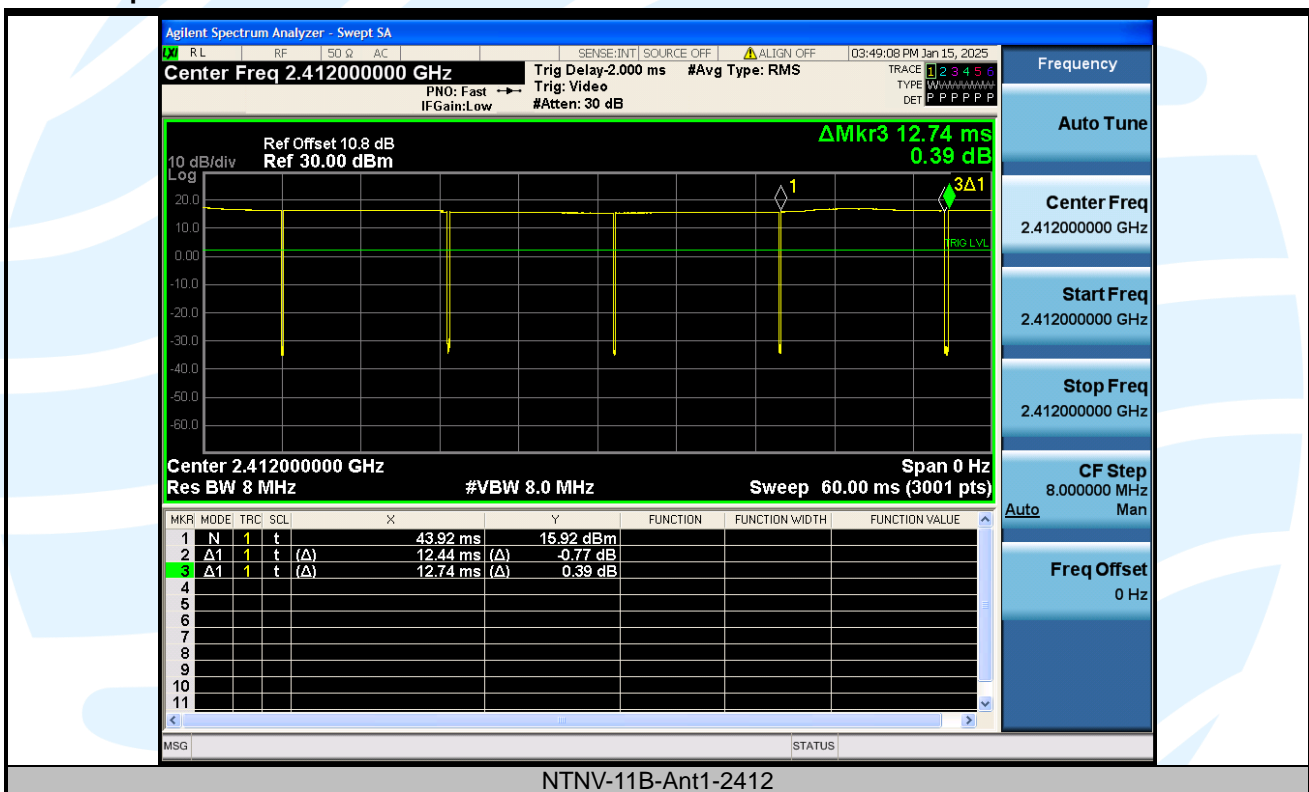 Agilent Spectrum Analyzer - Swept SA
LXI RL RF 50 Ω AC SENSE:INT SOURCE OFF ALIGN OFF 03:49:08 PM Jan 15, 2025
Center Freq 2.412000000 GHz
PNO: Fast
IFGain:Low
Trig Delay-2.000 ms
Trig: Video
#Atten: 30 dB
#Avg Type: RMS
TRACE 1 2 3 4 5 6
TYPE WWWWWW
DET P P P P P P
ΔMkr3 12.74 ms
0.39 dB
Ref Offset 10.8 dB
10 dB/div Ref 30.00 dBm
Log
20.0
10.0
0.00
-10.0
-20.0
-30.0
-40.0
-50.0
-60.0
1
3Δ1
TRIG LVL
Center 2.412000000 GHz Span 0 Hz
Res BW 8 MHz #VBW 8.0 MHz Sweep 60.00 ms (3001 pts)
MKR MODE TRC SCL X Y FUNCTION FUNCTION WIDTH FUNCTION VALUE
1 N 1 t 43.92 ms 15.92 dBm
2 Δ1 1 t (Δ) 12.44 ms (Δ) -0.77 dB
3 Δ1 1 t (Δ) 12.74 ms (Δ) 0.39 dB
4
5
6
7
8
9
10
11
MSG STATUS
Frequency
Auto Tune
Center Freq
2.412000000 GHz
Start Freq
2.412000000 GHz
Stop Freq
2.412000000 GHz
CF Step
8.000000 MHz
Auto Man
Freq Offset
0 Hz
NTNV-11B-Ant1-2412